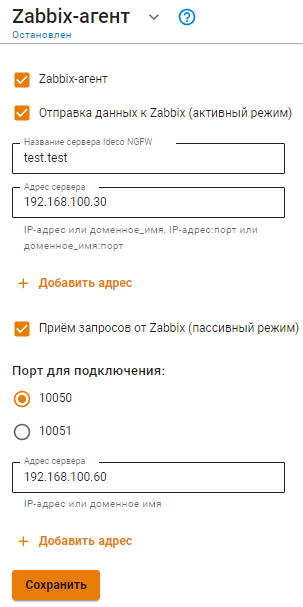 Zabbix-агент
Остановлен
Zabbix-агент
Отправка данных к Zabbix (активный режим)
Название сервера Ideco NGFW
test.test
Адрес сервера
192.168.100.30
IP-адрес или доменное_имя, IP-адрес:порт или
доменное_имя:порт
+ Добавить адрес
Приём запросов от Zabbix (пассивный режим)
Порт для подключения:
10050
10051
Адрес сервера
192.168.100.60
IP-адрес или доменное имя
+ Добавить адрес
Сохранить